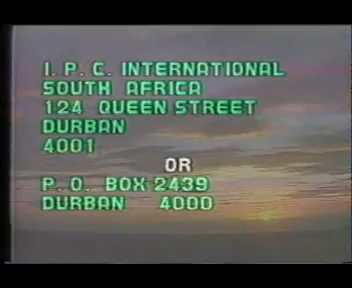 I. P. C. INTERNATIONAL
SOUTH AFRICA
124 QUEEN STREET
DURBAN
4001
OR
P. O. BOX 2439
DURBAN 4000